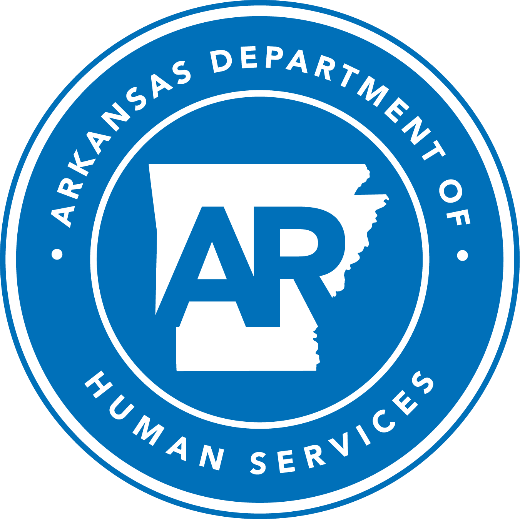 ARKANSAS DEPARTMENT OF
AR
HUMAN SERVICES